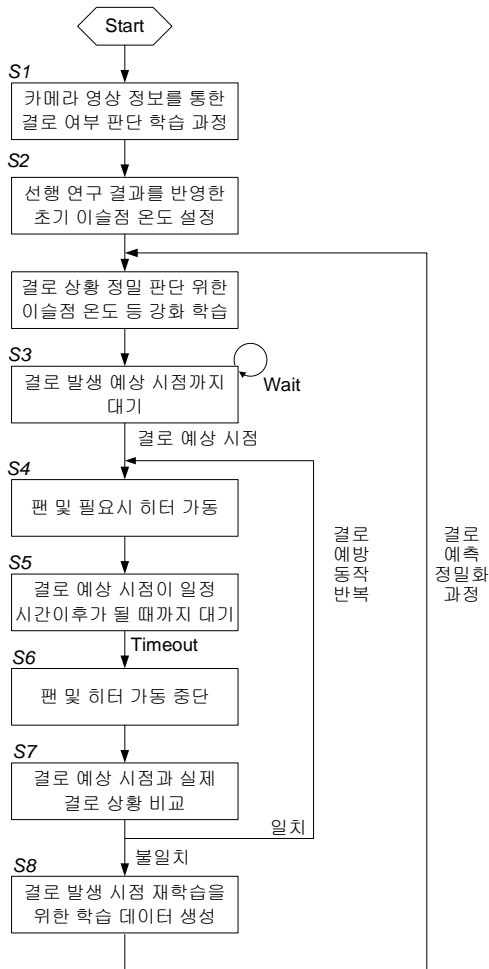 Start
S1
카메라 영상 정보를 통한
결로 여부 판단 학습 과정
S2
선행 연구 결과를 반영한
초기 이슬점 온도 설정
결로 상황 정밀 판단 위한
이슬점 온도 등 강화 학습
S3
결로 발생 예상 시점까지
대기
Wait
결로 예상 시점
S4
팬 및 필요시 히터 가동
S5
결로 예상 시점이 일정
시간이후가 될 때까지 대기
Timeout
S6
팬 및 히터 가동 중단
S7
결로 예상 시점과 실제
결로 상황 비교
일치
불일치
S8
결로 발생 시점 재학습을
위한 학습 데이터 생성
결로
예방
동작
반복
결로
예측
정밀화
과정